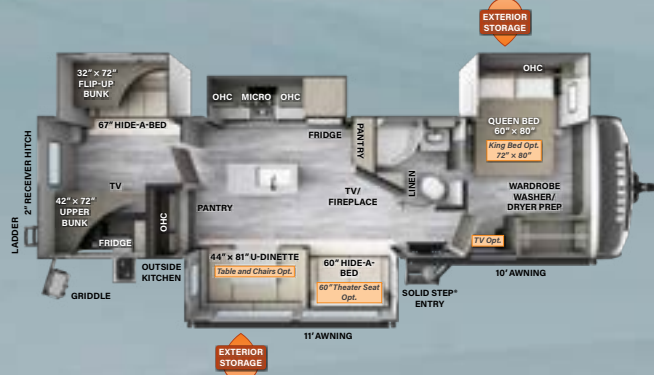 EXTERIOR
STORAGE
32" × 72"
FLIP-UP
BUNK
67" HIDE-A-BED
OHC
MICRO
OHC
FRIDGE
PANTRY
OHC
QUEEN BED
60" × 80"
King Bed Opt.
72" × 80"
2" RECEIVER HITCH
LADDER
TV
42" × 72"
UPPER
BUNK
FRIDGE
OHC
PANTRY
TV/
FIREPLACE
LINEN
WARDROBE
WASHER/
DRYER PREP
TV Opt.
GRIDDLE
OUTSIDE
KITCHEN
44" × 81" U-DINETTE
Table and Chairs Opt.
60" HIDE-A-
BED
60" Theater Seat
Opt.
SOLID STEP®
ENTRY
10' AWNING
11' AWNING
EXTERIOR
STORAGE